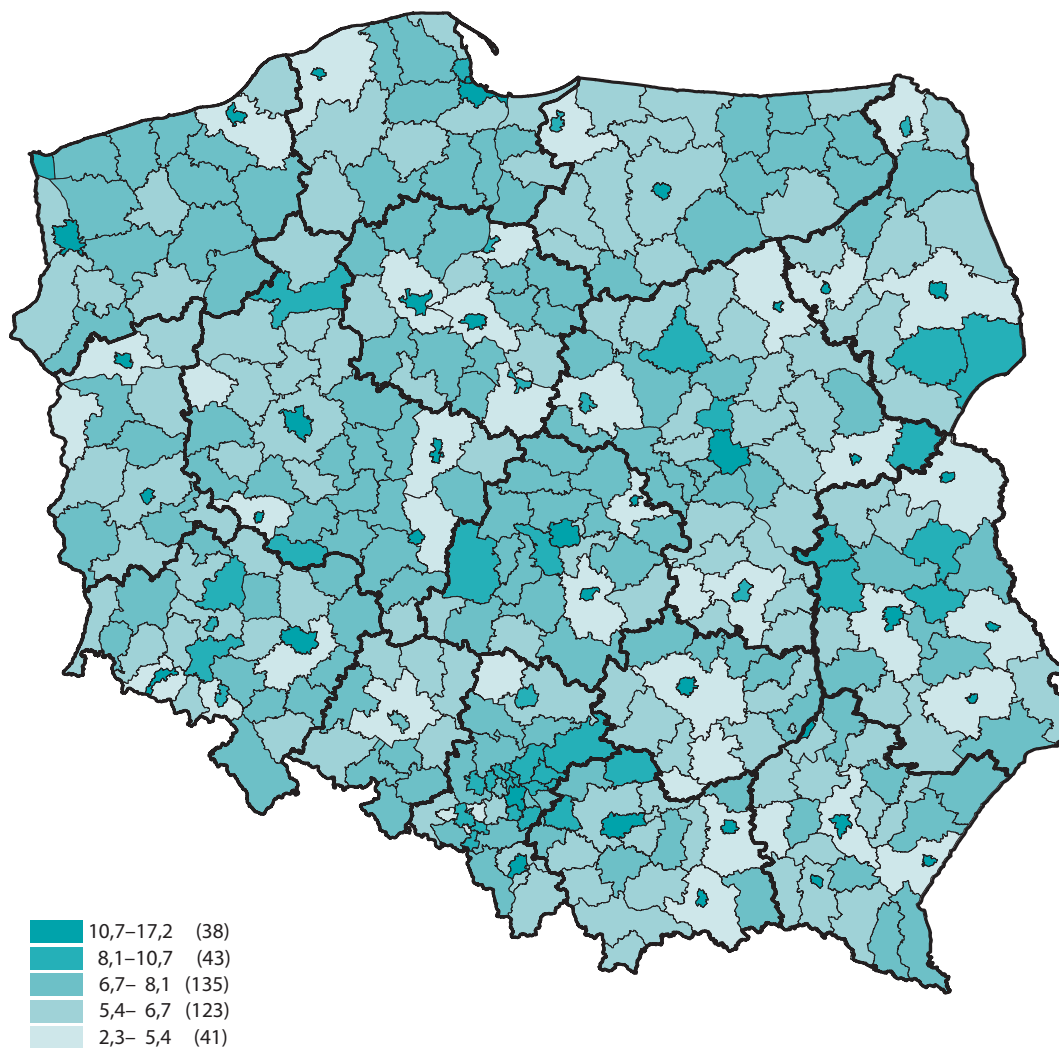 10,7–17,2 (38)
8,1–10,7 (43)
6,7– 8,1 (135)
5,4– 6,7 (123)
2,3– 5,4 (41)